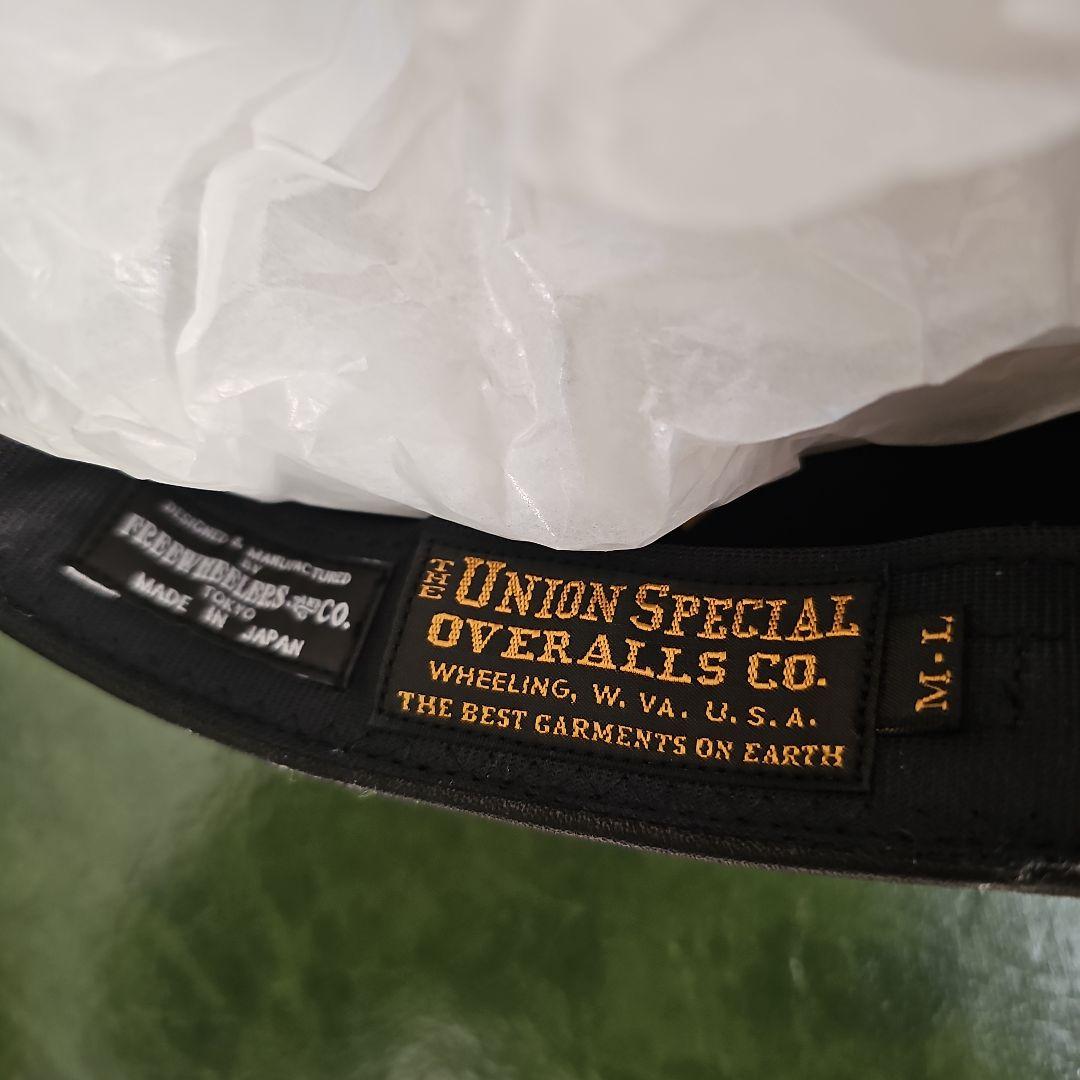 DESIGNED & MANUFACTURED
BY
FREEWHEELERS AND CO.
TOKYO
MADE IN JAPAN
THE UNION SPECIAL
OVERALLS CO.
WHEELING, W. VA. U.S.A.
THE BEST GARMENTS ON EARTH
M·L